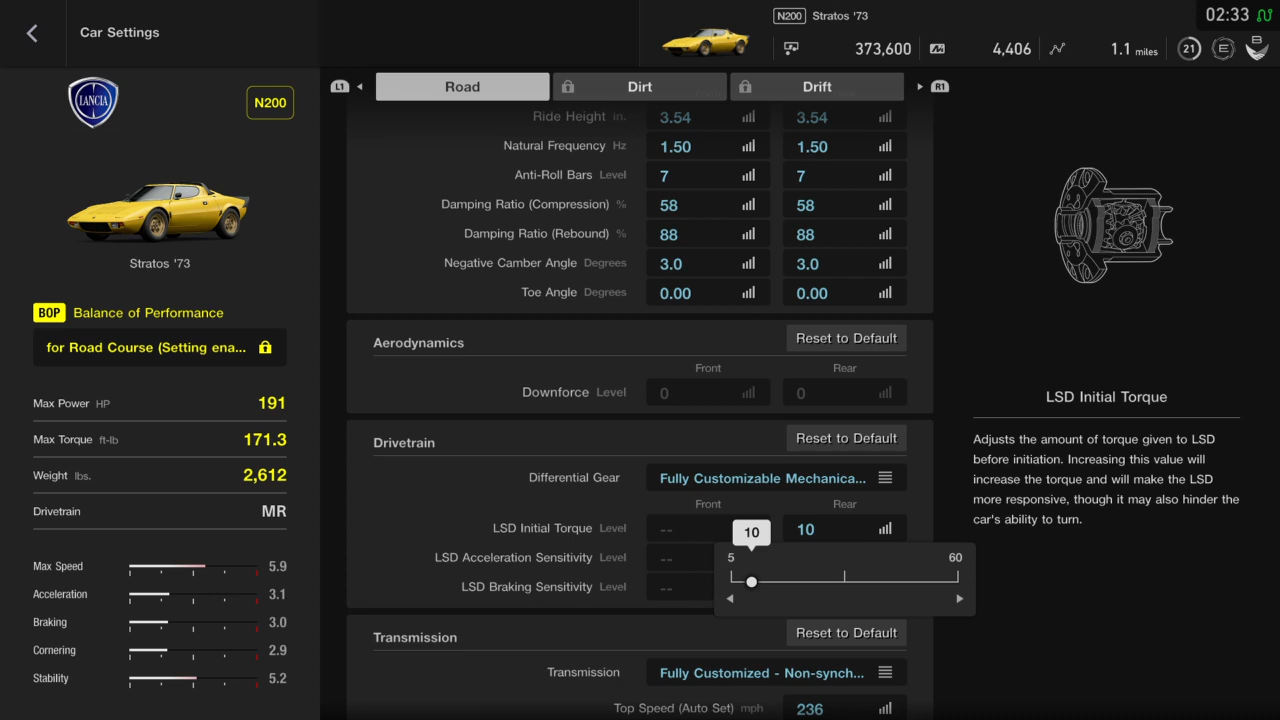 Car Settings
N200 Stratos '73
02:33
373,600
4,406
1.1 miles
21
E
B
LANCIA
N200
L1
Road
Dirt
Drift
R1
Ride Height in. 3.54 3.54
Natural Frequency Hz 1.50 1.50
Anti-Roll Bars Level 7 7
Damping Ratio (Compression) % 58 58
Damping Ratio (Rebound) % 88 88
Negative Camber Angle Degrees 3.0 3.0
Toe Angle Degrees 0.00 0.00
Stratos '73
BOP Balance of Performance
for Road Course (Setting ena...
Max Power HP 191
Max Torque ft-lb 171.3
Weight lbs. 2,612
Drivetrain MR
Max Speed 5.9
Acceleration 3.1
Braking 3.0
Cornering 2.9
Stability 5.2
Aerodynamics Reset to Default
Front Rear
Downforce Level 0 0
Drivetrain Reset to Default
Differential Gear Fully Customizable Mechanica...
Front Rear
LSD Initial Torque Level -- 10
LSD Acceleration Sensitivity Level --
LSD Braking Sensitivity Level --
10
5 60
Transmission Reset to Default
Transmission Fully Customized - Non-synch...
Top Speed (Auto Set) mph 236
LSD Initial Torque
Adjusts the amount of torque given to LSD
before initiation. Increasing this value will
increase the torque and will make the LSD
more responsive, though it may also hinder the
car's ability to turn.